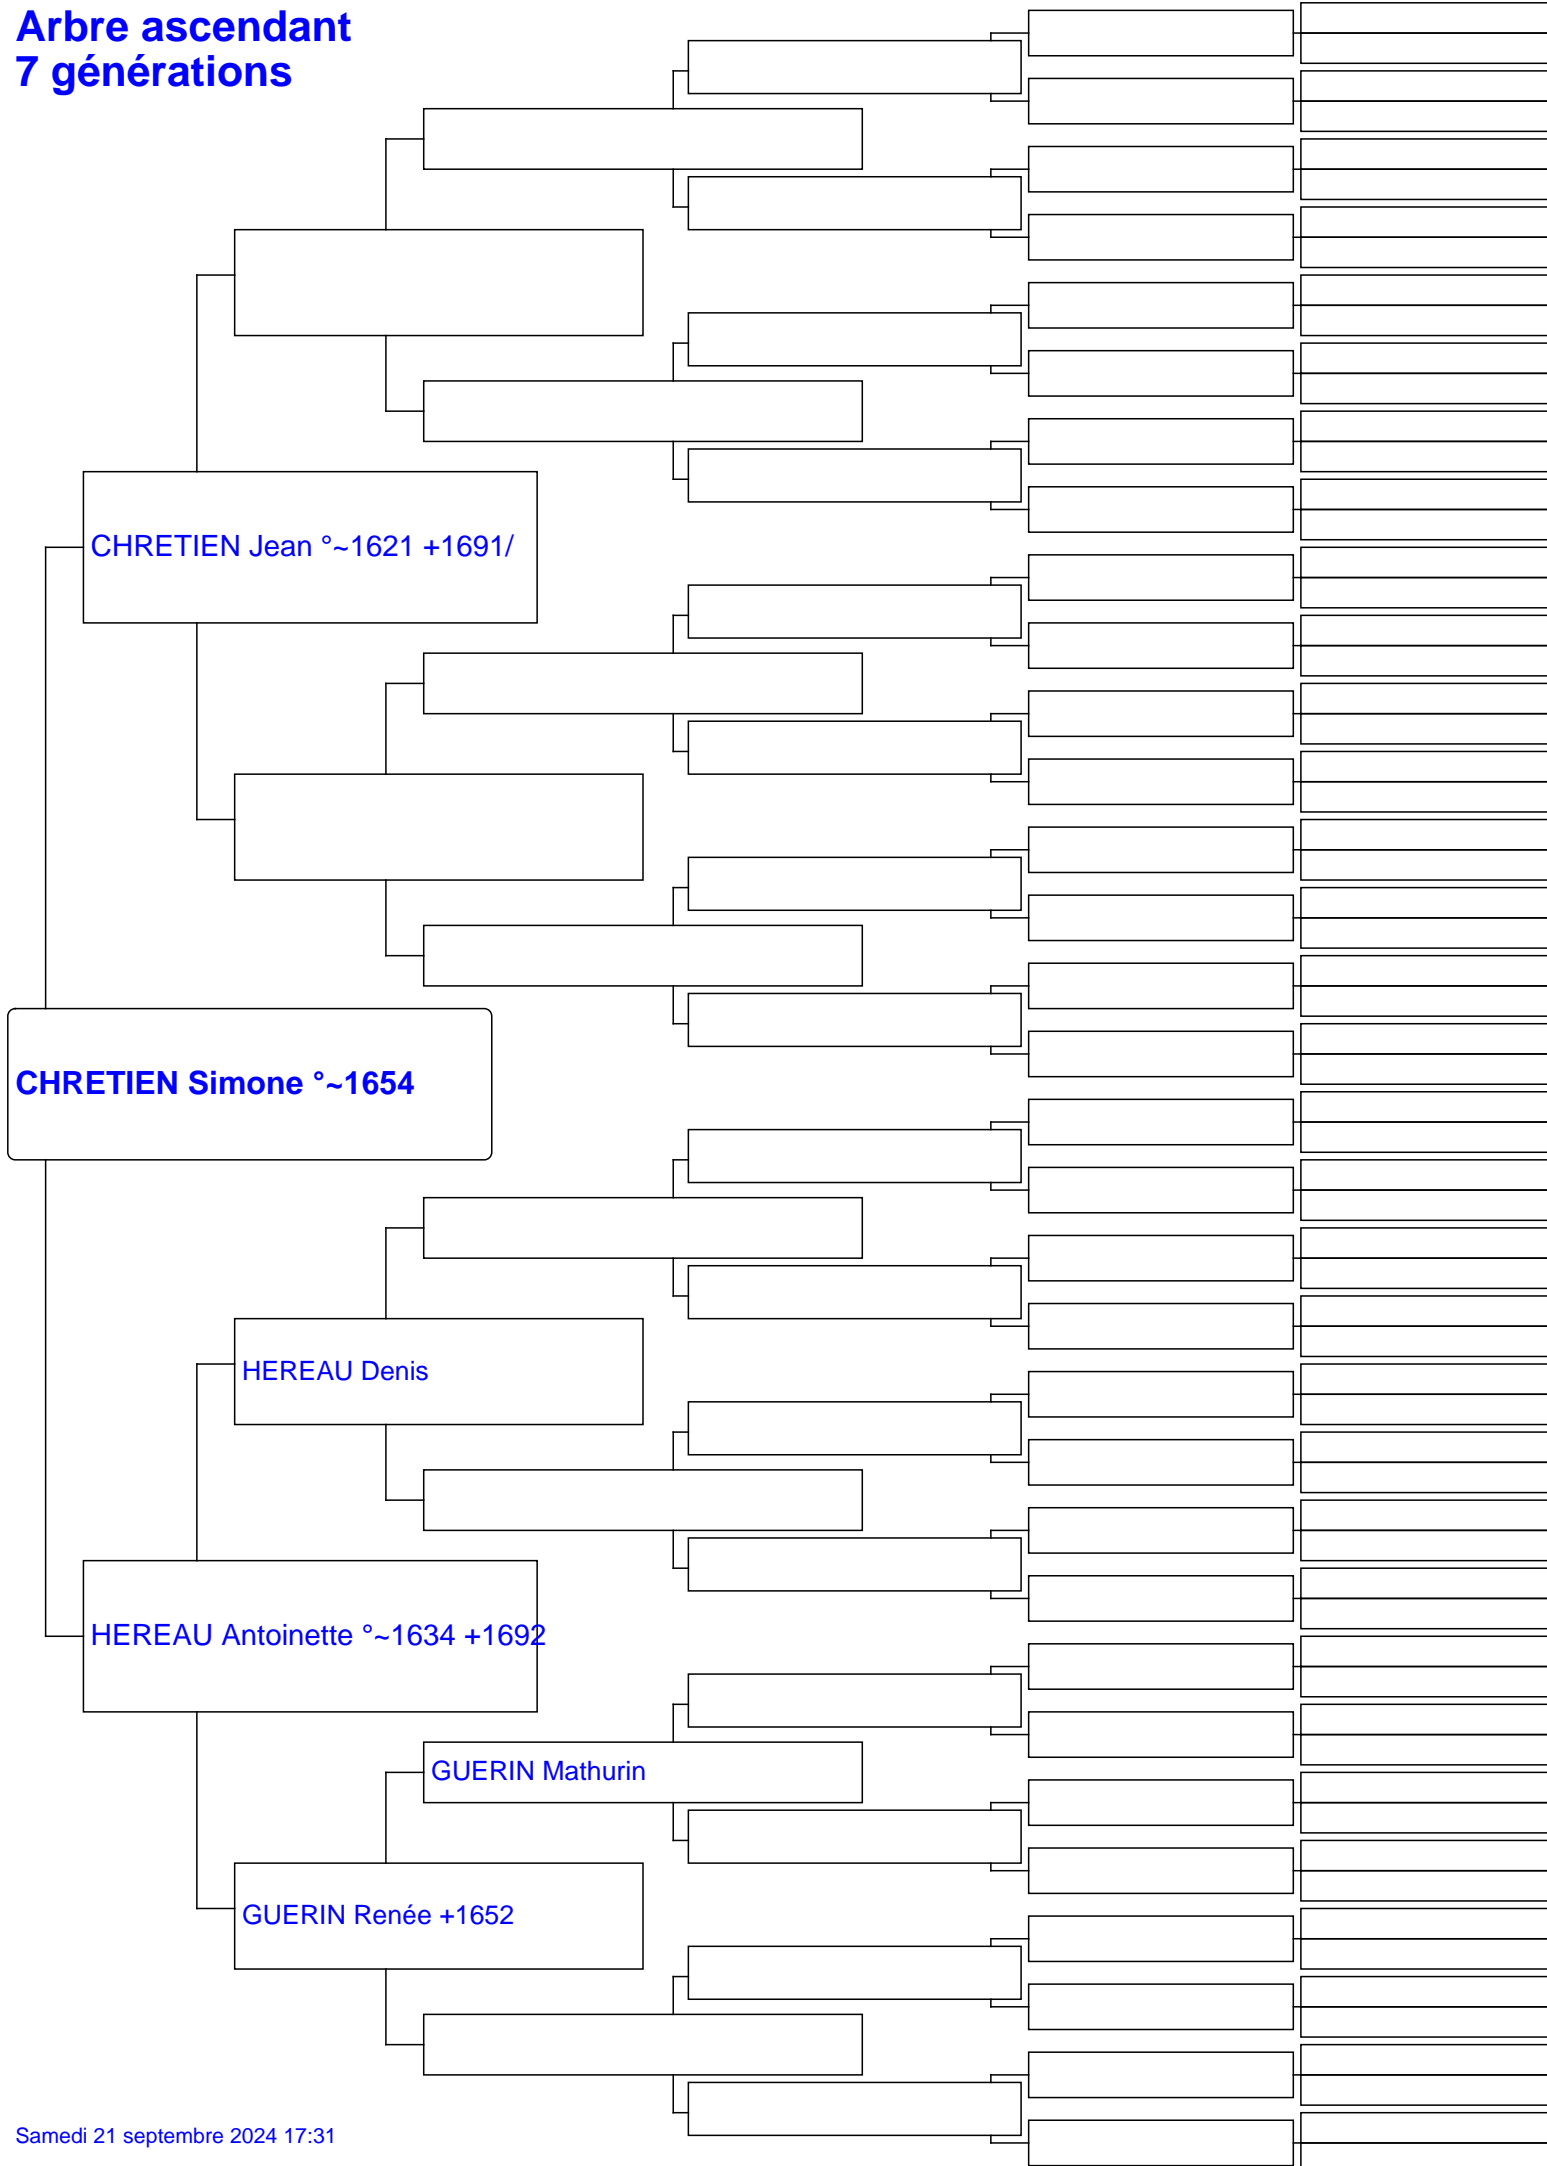 Arbre ascendant
7 générations
CHRETIEN Jean °~1621 +1691/
CHRETIEN Simone °~1654
HEREAU Denis
HEREAU Antoinette °~1634 +1692
GUERIN Mathurin
GUERIN Renée +1652
Samedi 21 septembre 2024 17:31